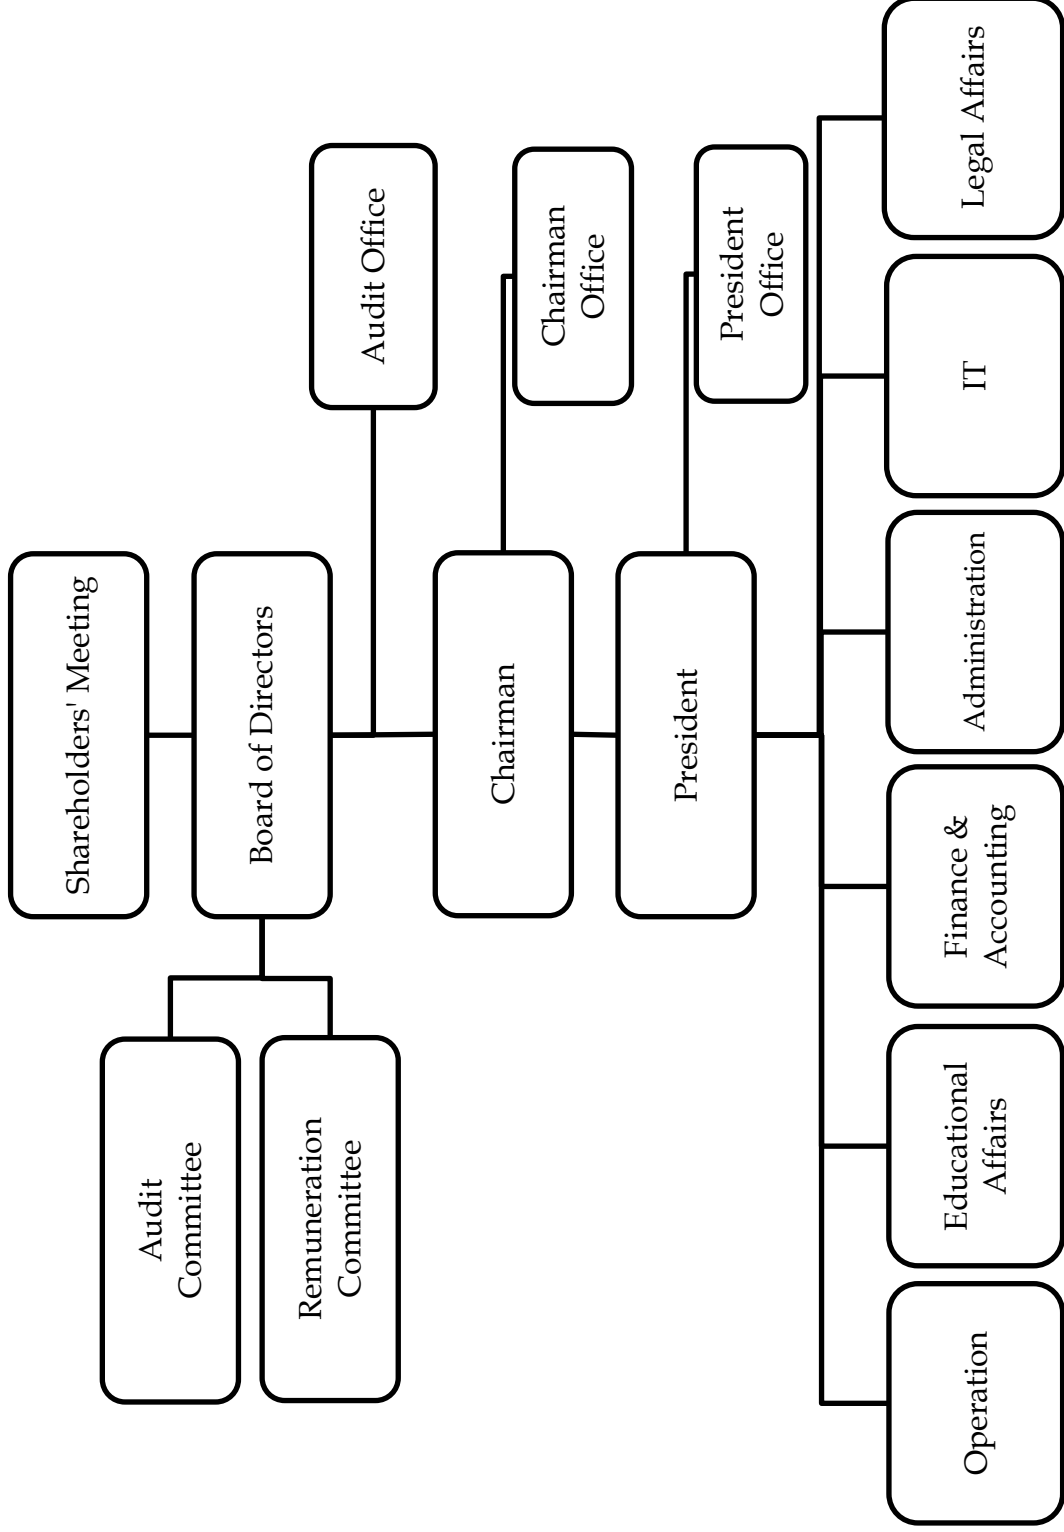 Shareholders' Meeting
Board of Directors
Audit
Committee
Remuneration
Committee
Audit Office
Chairman
Chairman
Office
President
President
Office
Operation
Educational
Affairs
Finance &
Accounting
Administration
IT
Legal Affairs